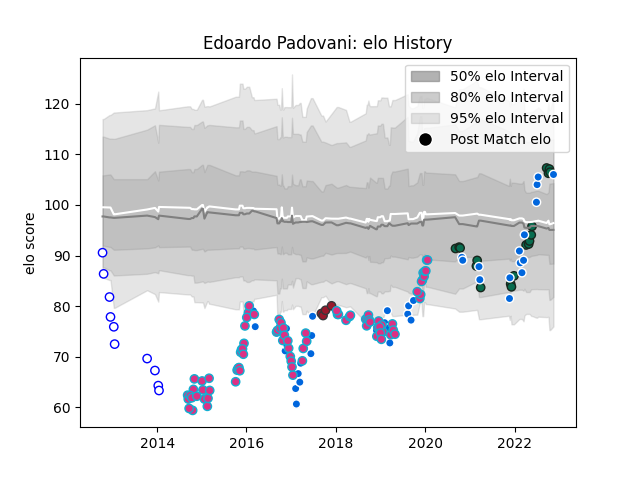 Edoardo Padovani: elo History
50% elo Interval
80% elo Interval
95% elo Interval
Post Match elo
elo score
120
110
100
90
80
70
60
2014
2016
2018
2020
2022